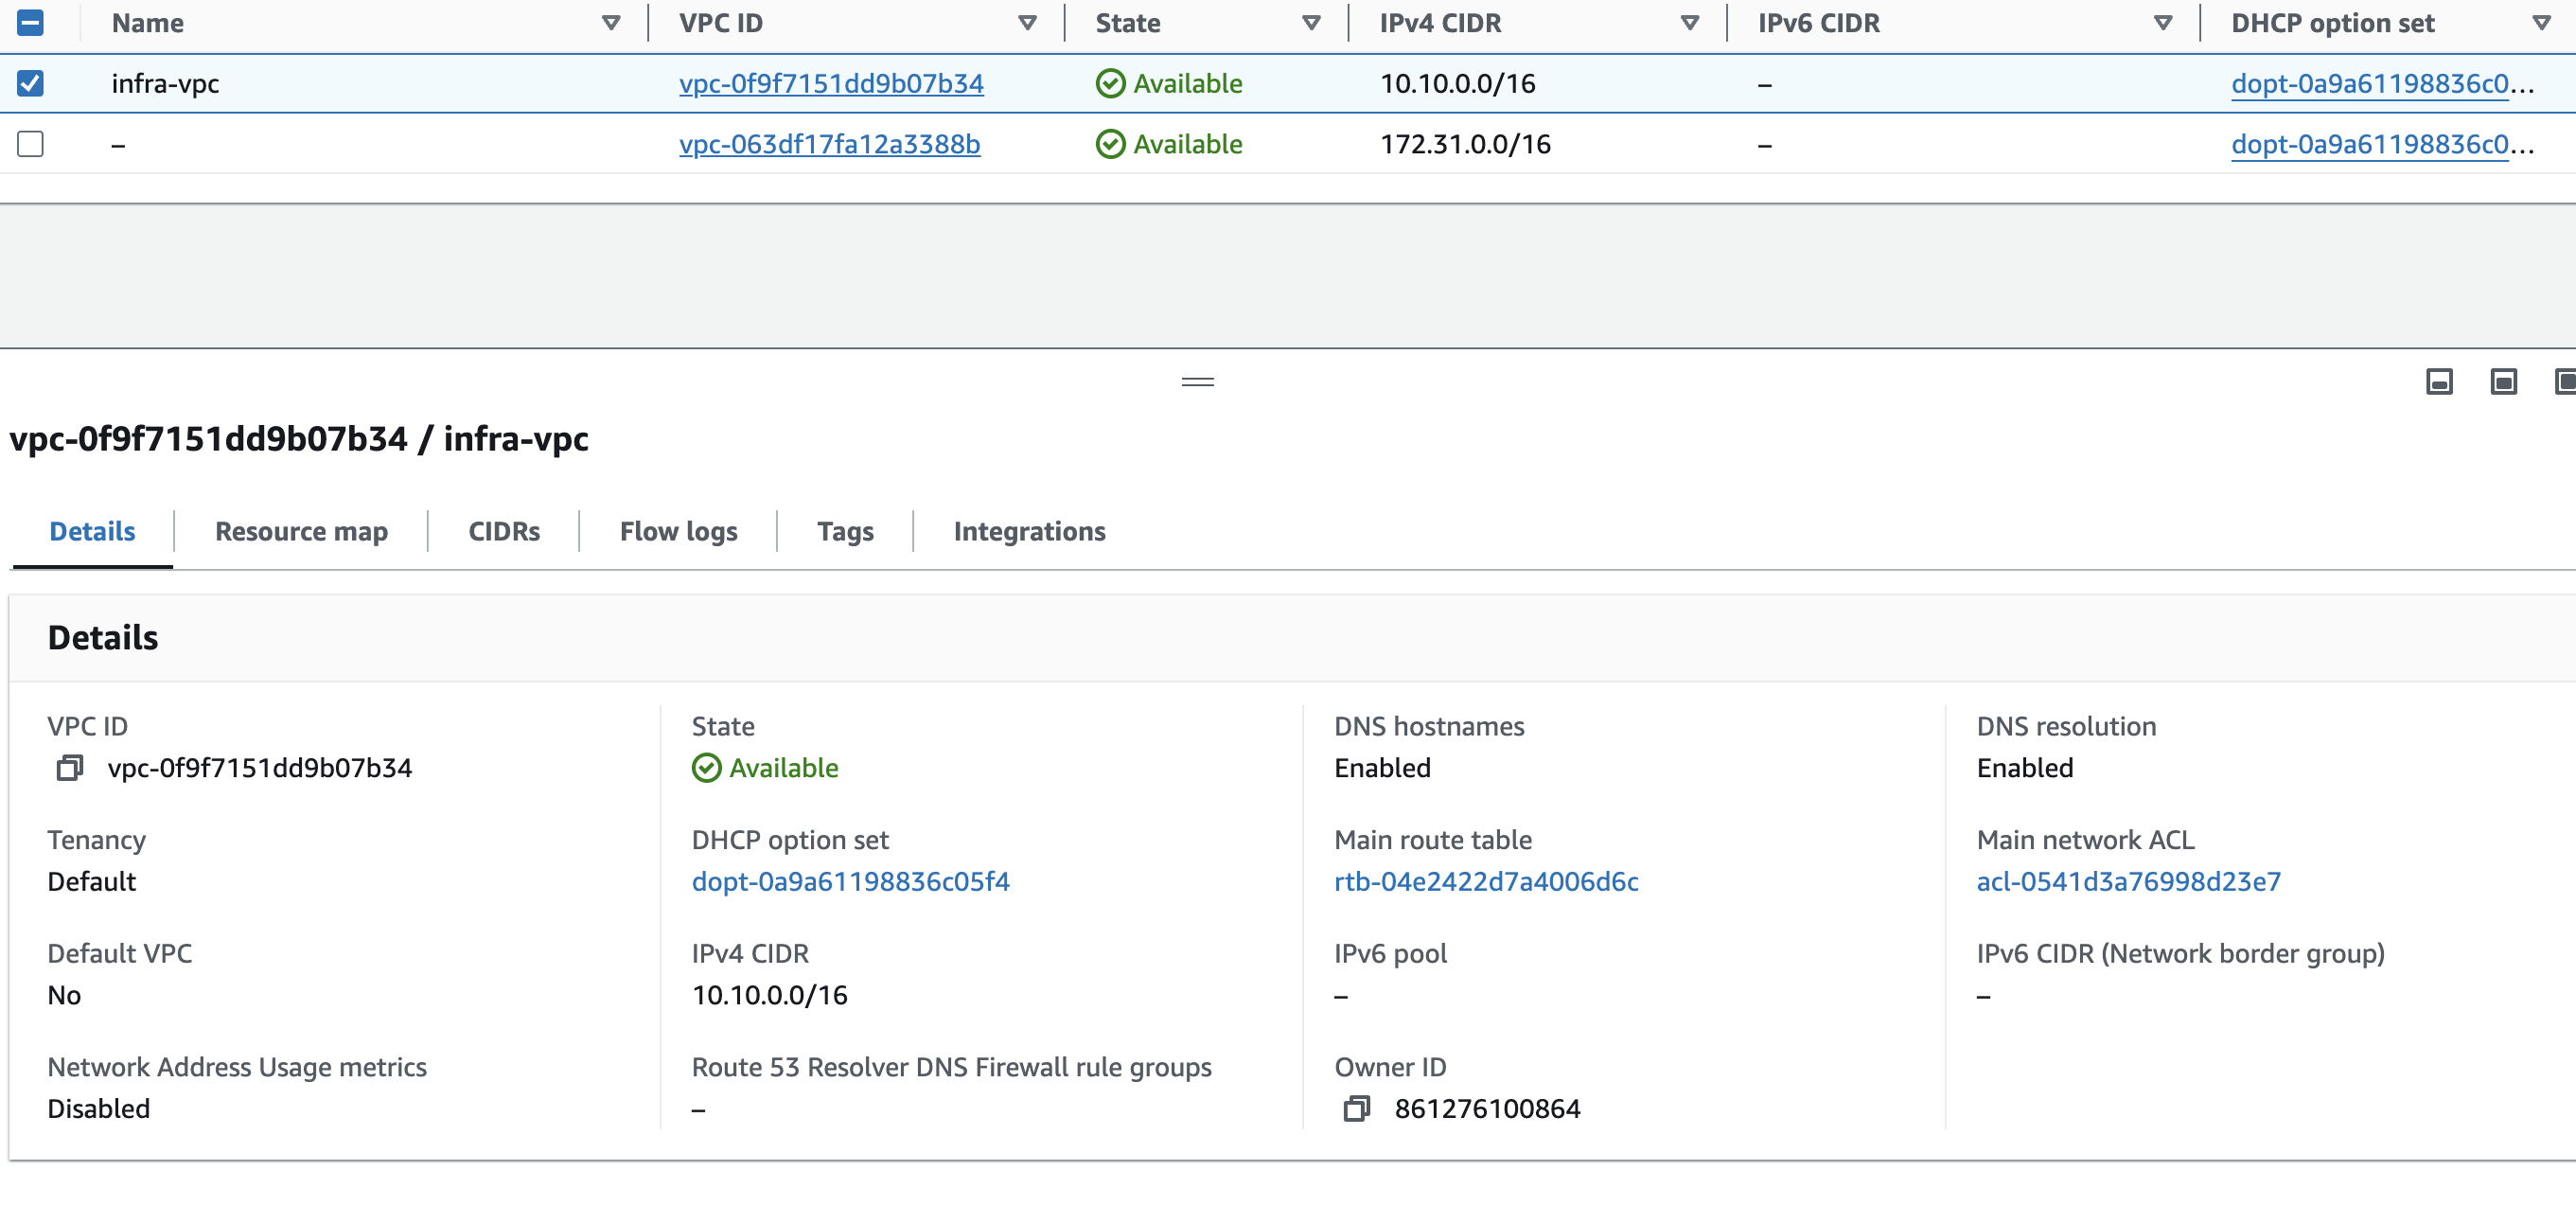 Name VPC ID State IPv4 CIDR IPv6 CIDR DHCP option set
infra-vpc vpc-0f9f7151dd9b07b34 Available 10.10.0.0/16 – dopt-0a9a61198836c0...
– vpc-063df17fa12a3388b Available 172.31.0.0/16 – dopt-0a9a61198836c0...
vpc-0f9f7151dd9b07b34 / infra-vpc
Details Resource map CIDRs Flow logs Tags Integrations
Details
VPC ID State DNS hostnames DNS resolution
vpc-0f9f7151dd9b07b34 Available Enabled Enabled
Tenancy DHCP option set Main route table Main network ACL
Default dopt-0a9a61198836c05f4 rtb-04e2422d7a4006d6c acl-0541d3a76998d23e7
Default VPC IPv4 CIDR IPv6 pool IPv6 CIDR (Network border group)
No 10.10.0.0/16 – –
Network Address Usage metrics Route 53 Resolver DNS Firewall rule groups Owner ID
Disabled – 861276100864